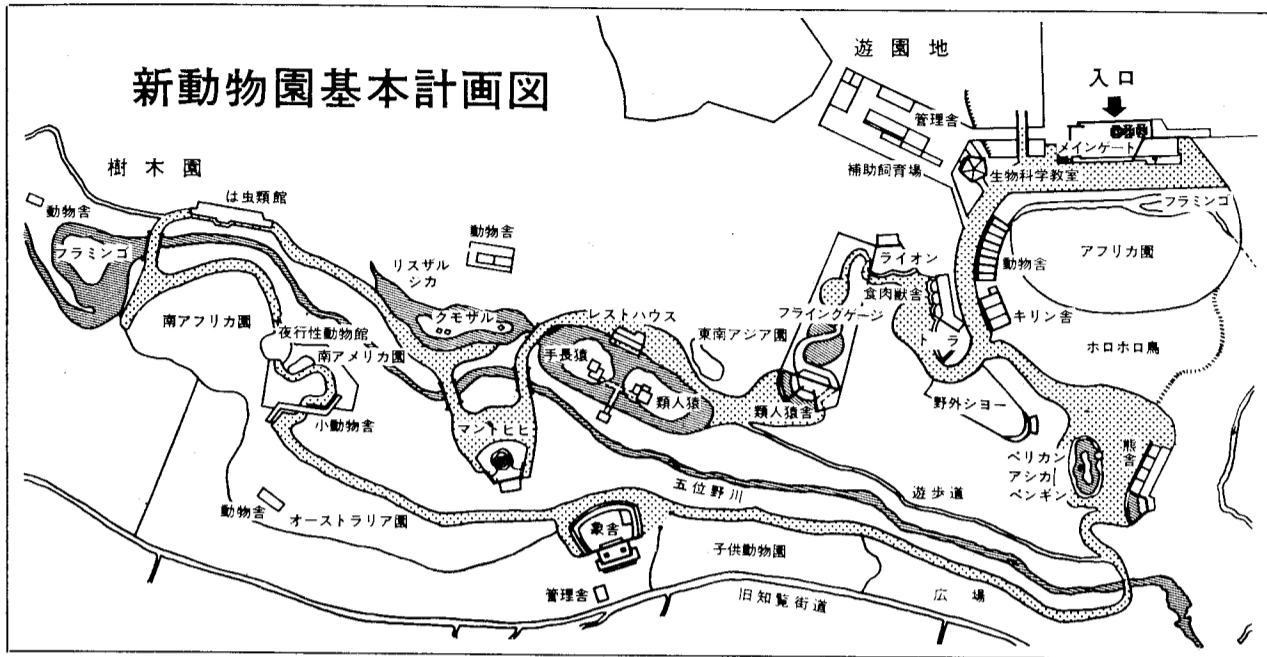 新動物園基本計画図
遊園地
入口
管理舎
メインゲート
補助飼育場
生物科学教室
樹木園
は虫類館
動物舎
フラミンゴ
フラミンゴ
アフリカ園
動物舎
リスザル
シカ
動物舎
ライオン
食肉獣舎
フライングゲージ
キリン舎
トラ
ホロホロ鳥
南アフリカ園
クモザル
レストハウス
東南アジア園
夜行性動物館
南アメリカ園
手長猿
類人猿
類人猿舎
野外ショー
小動物舎
マントヒヒ
ペリカン
アシカ
ペンギン
熊舎
五位野川
遊歩道
動物舎
オーストラリア園
象舎
子供動物園
管理舎
旧知覧街道
広場